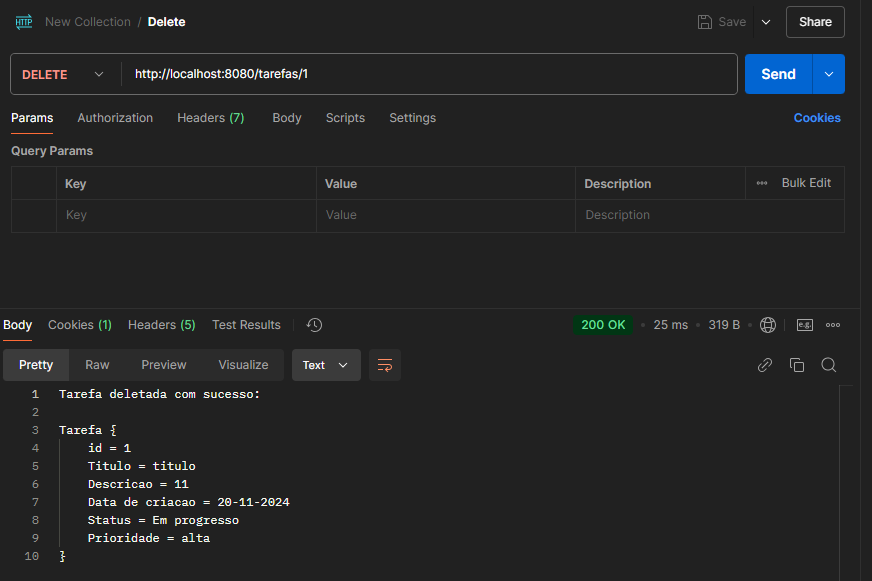 HTTP New Collection / Delete Save Share
DELETE http://localhost:8080/tarefas/1 Send
Params Authorization Headers (7) Body Scripts Settings Cookies
Query Params
Key Value Description Bulk Edit
Key Value Description
Body Cookies (1) Headers (5) Test Results 200 OK 25 ms 319 B e.g.
Pretty Raw Preview Visualize Text
1 Tarefa deletada com sucesso:
2
3 Tarefa {
4 id = 1
5 Titulo = titulo
6 Descricao = 11
7 Data de criacao = 20-11-2024
8 Status = Em progresso
9 Prioridade = alta
10 }